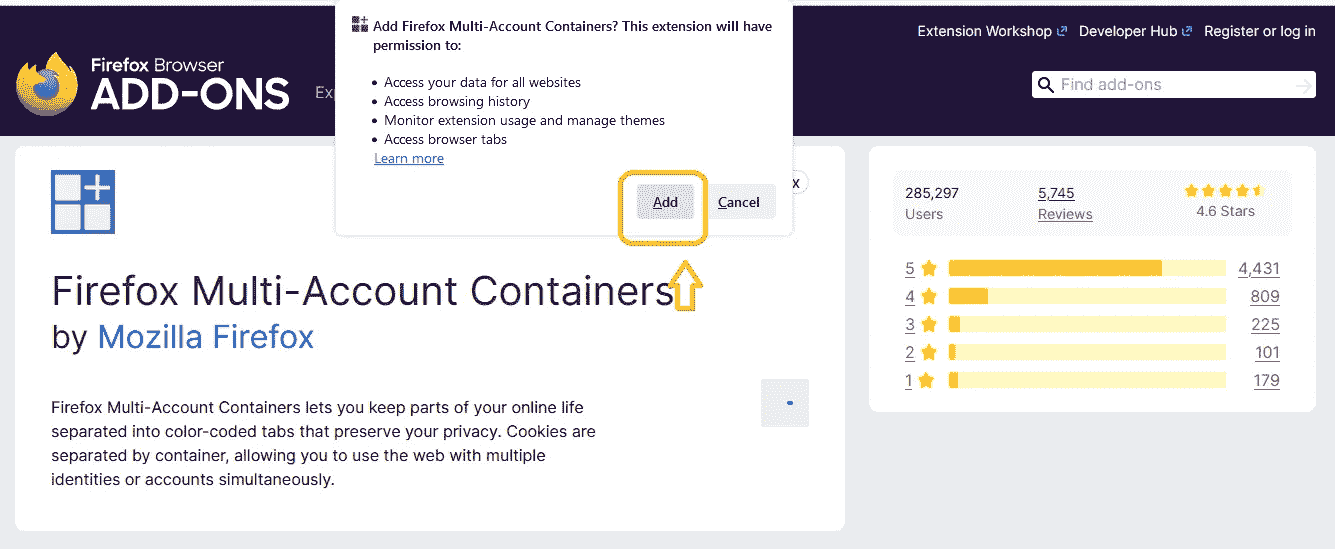 Add Firefox Multi-Account Containers? This extension will have
permission to:
• Access your data for all websites
• Access browsing history
• Monitor extension usage and manage themes
• Access browser tabs
Learn more
Add
Cancel
Extension Workshop
Developer Hub
Register or log in
Firefox Browser
ADD-ONS
Find add-ons
Firefox Multi-Account Containers
by Mozilla Firefox
Firefox Multi-Account Containers lets you keep parts of your online life
separated into color-coded tabs that preserve your privacy. Cookies are
separated by container, allowing you to use the web with multiple
identities or accounts simultaneously.
285,297
Users
5,745
Reviews
4.6 Stars
5 4,431
4 809
3 225
2 101
1 179